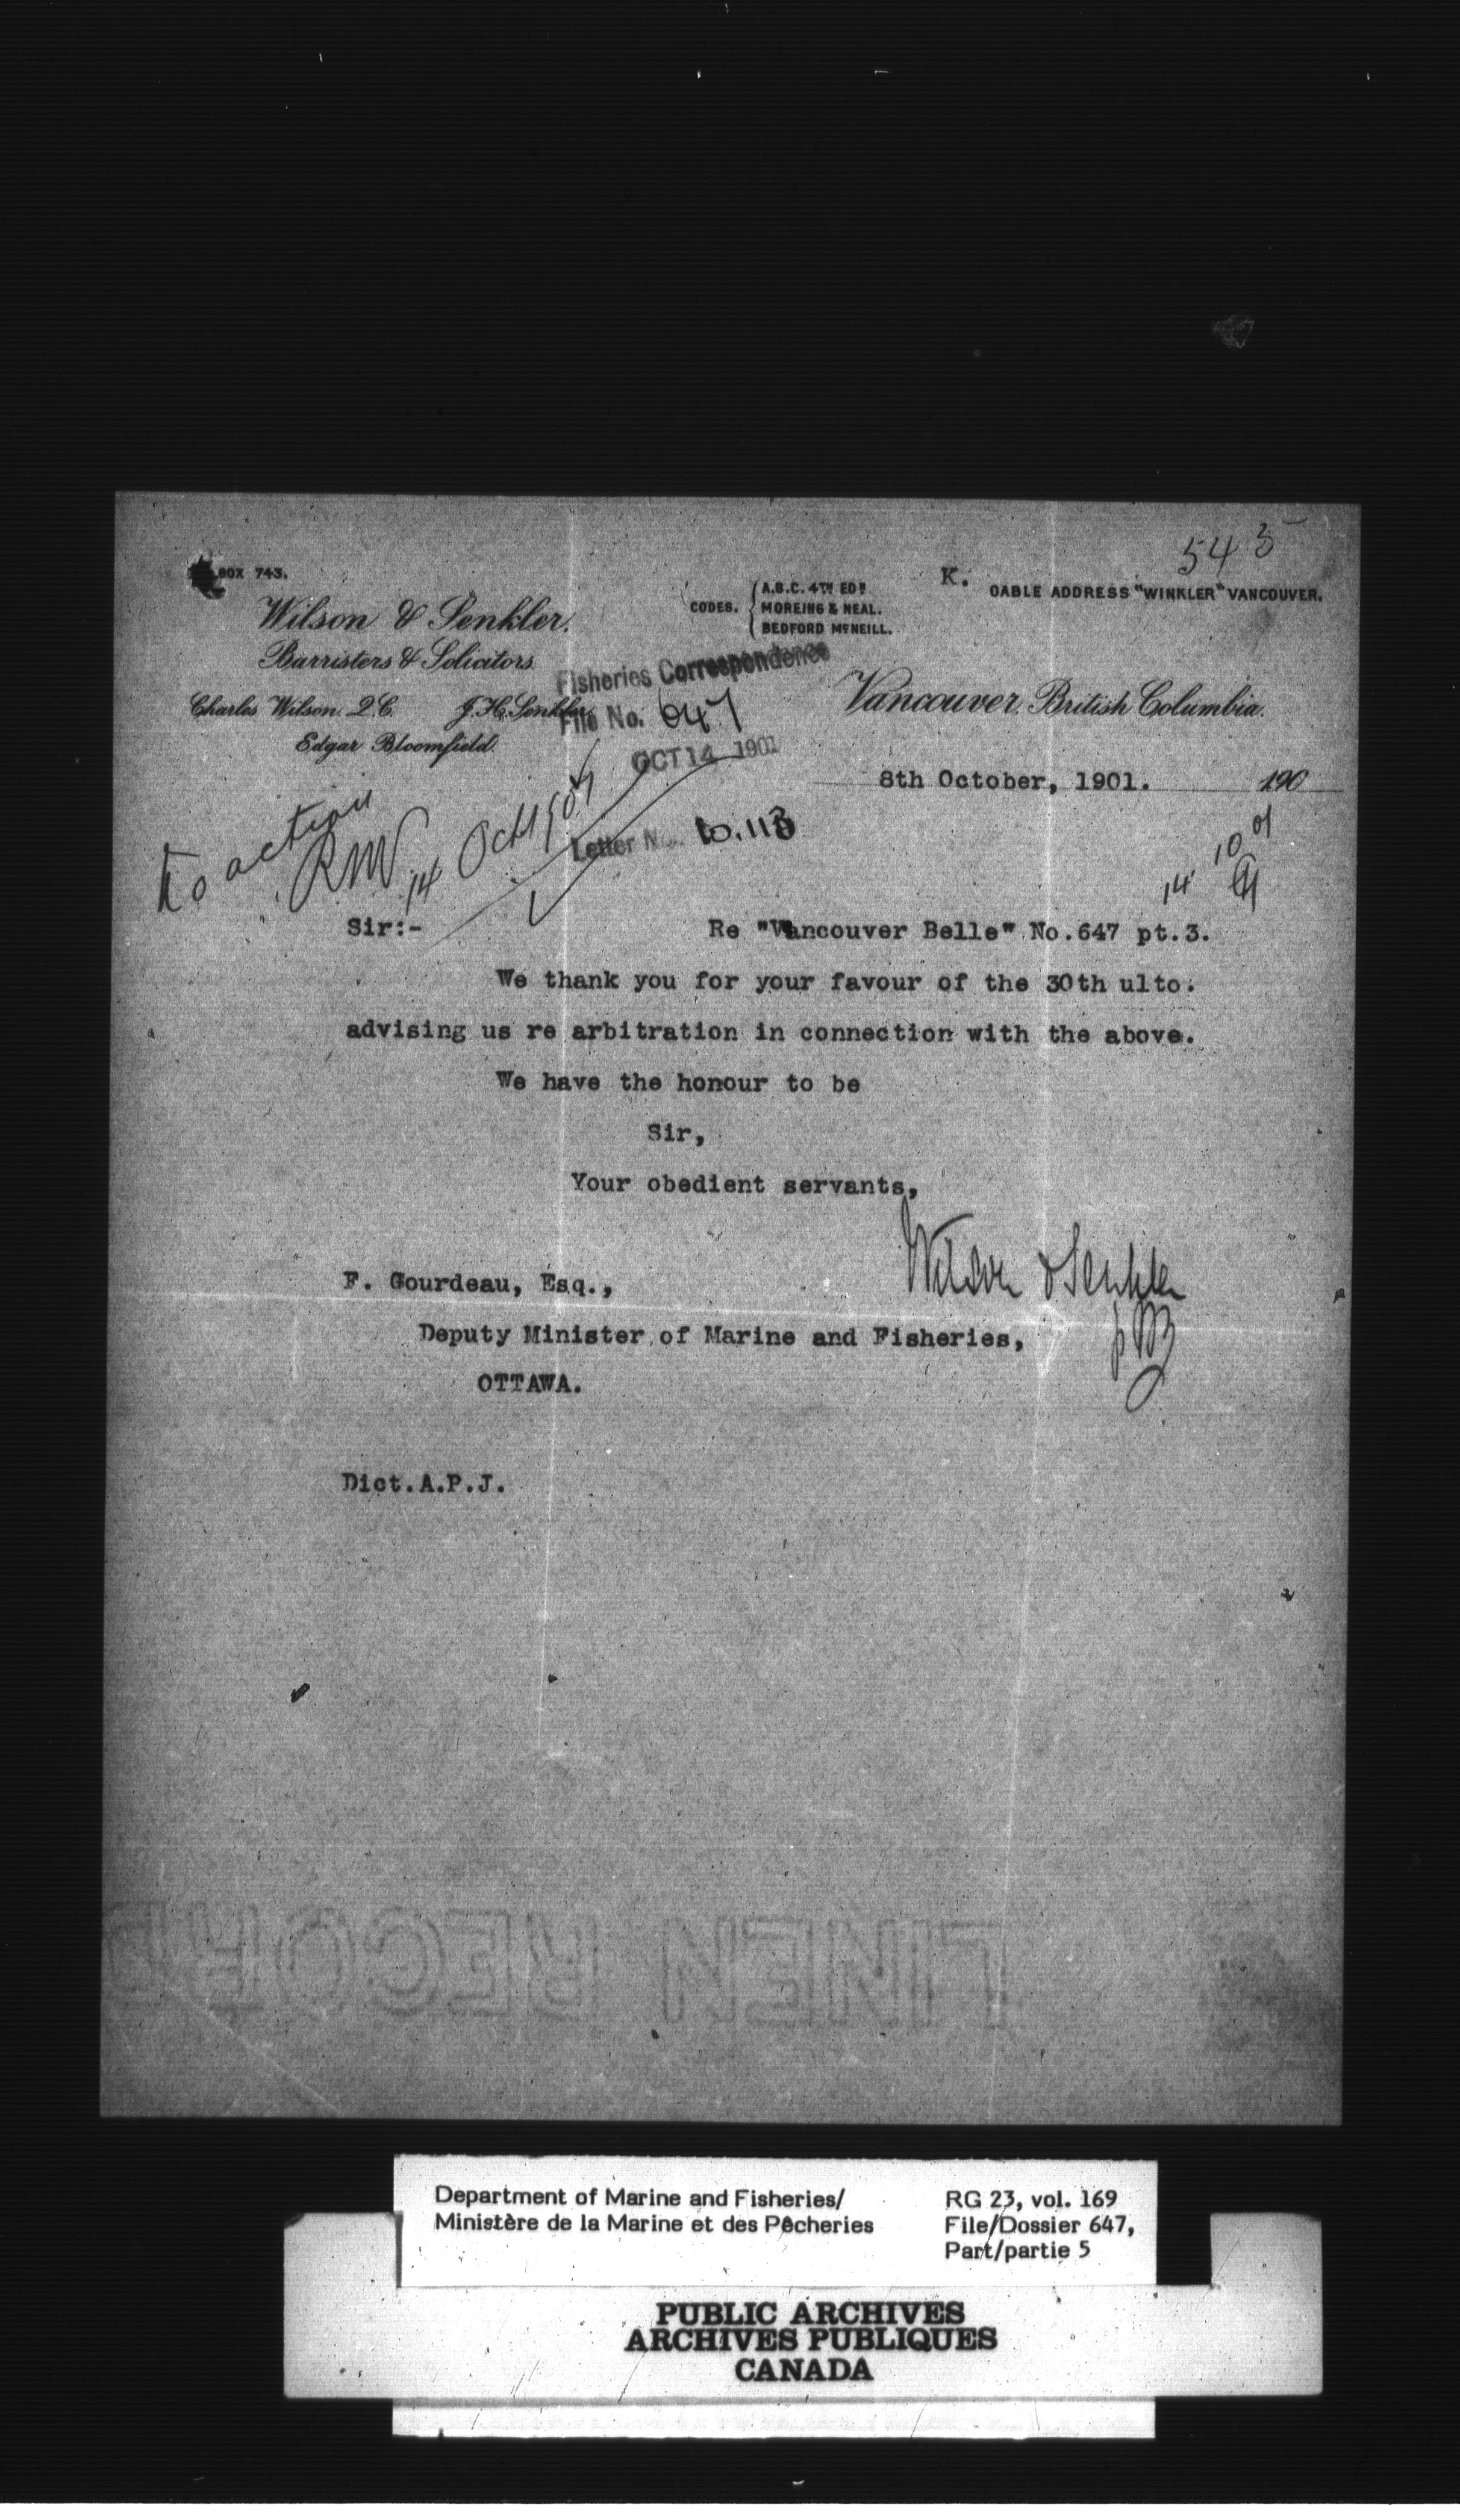 545
BOX 743.
K.
CABLE ADDRESS "WINKLER" VANCOUVER.
CODES.
A.B.C. 4TH EDN
MOREING & NEAL.
BEDFORD McNEILL.
Wilson & Senkler.
Barristers & Solicitors.
Charles Wilson. Q.C. J.H. Senkler.
Edgar Bloomfield.
Fisheries Correspondence
File No. 647
OCT 14 1901
Letter No. 10.113
Vancouver, British Columbia.
8th October, 1901. 190
to action
14 Oct 1901
14 10 01
Sir:- Re "Vancouver Belle" No.647 pt.3.
We thank you for your favour of the 30th ulto.
advising us re arbitration in connection with the above.
We have the honour to be
Sir,
Your obedient servants,
Wilson & Senkler
F. Gourdeau, Esq.,
Deputy Minister of Marine and Fisheries,
OTTAWA.
Dict.A.P.J.
LINEN RECOR
Department of Marine and Fisheries/
Ministère de la Marine et des Pêcheries
RG 23, vol. 169
File/Dossier 647,
Part/partie 5
PUBLIC ARCHIVES
ARCHIVES PUBLIQUES
CANADA